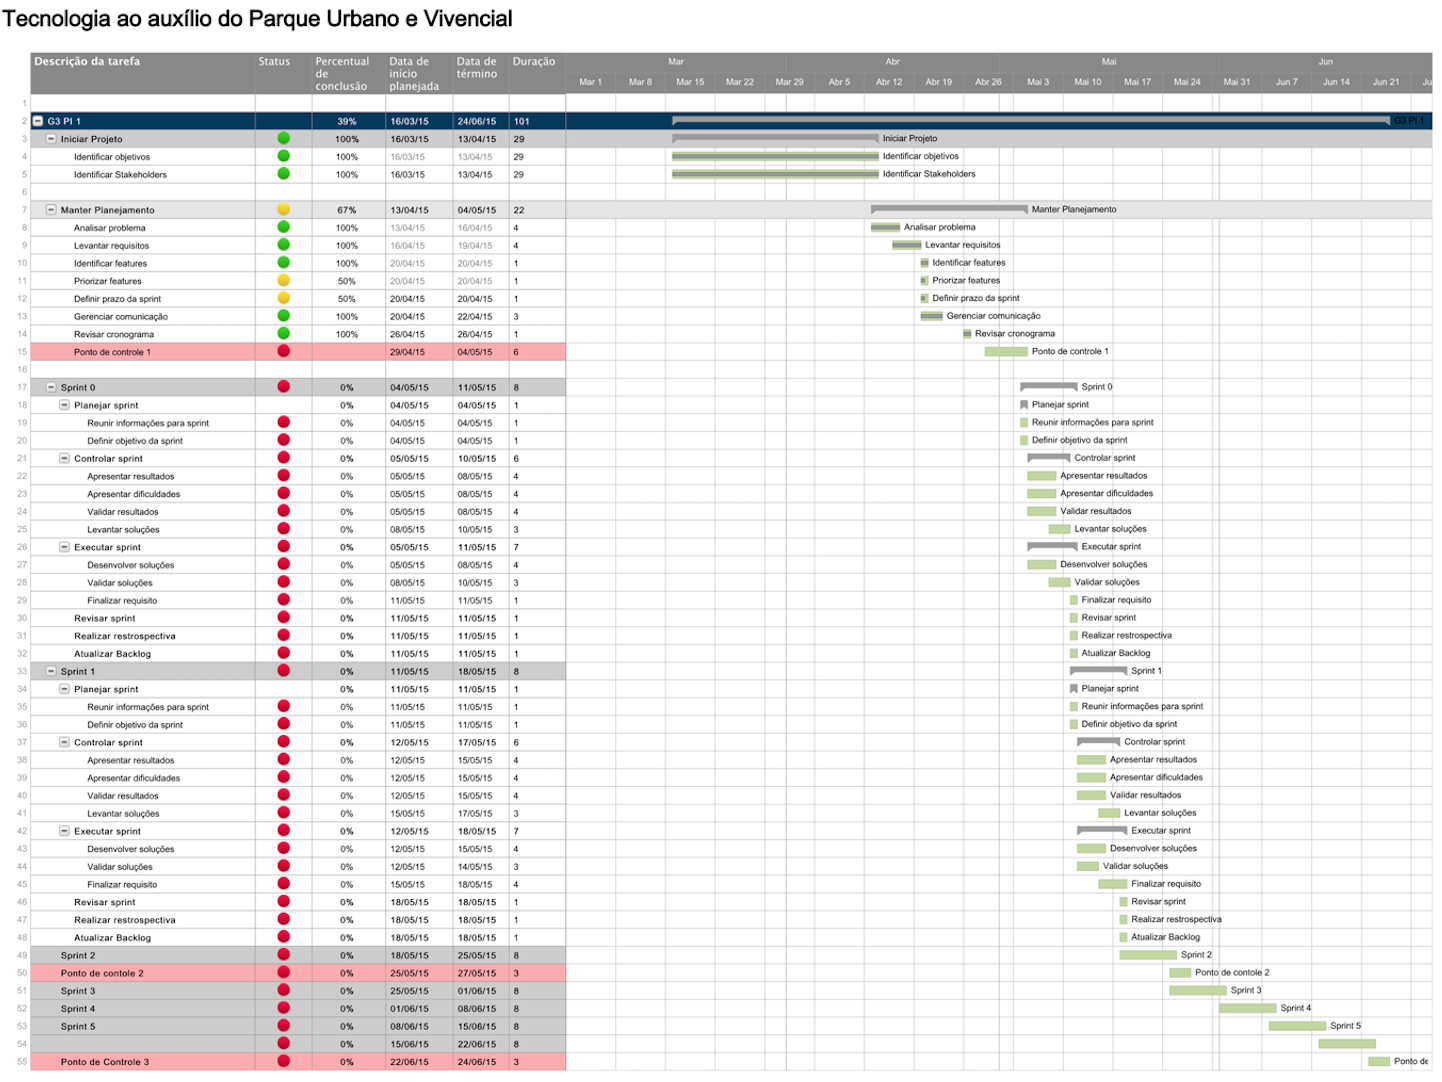 Tecnologia ao auxílio do Parque Urbano e Vivencial
Descrição da tarefa Status Percentual de conclusão Data de início planejada Data de término Duração Mar Abr Mai Jun
Mar 1 Mar 8 Mar 15 Mar 22 Mar 29 Abr 5 Abr 12 Abr 19 Abr 26 Mai 3 Mai 10 Mai 17 Mai 24 Mai 31 Jun 7 Jun 14 Jun 21 Ju
1
2 G3 PI 1 39% 16/03/15 24/06/15 101 G3 PI 1
3 Iniciar Projeto 100% 16/03/15 13/04/15 29 Iniciar Projeto
4 Identificar objetivos 100% 16/03/15 13/04/15 29 Identificar objetivos
5 Identificar Stakeholders 100% 16/03/15 13/04/15 29 Identificar Stakeholders
6
7 Manter Planejamento 67% 13/04/15 04/05/15 22 Manter Planejamento
8 Analisar problema 100% 13/04/15 16/04/15 4 Analisar problema
9 Levantar requisitos 100% 16/04/15 19/04/15 4 Levantar requisitos
10 Identificar features 100% 20/04/15 20/04/15 1 Identificar features
11 Priorizar features 50% 20/04/15 20/04/15 1 Priorizar features
12 Definir prazo da sprint 50% 20/04/15 20/04/15 1 Definir prazo da sprint
13 Gerenciar comunicação 100% 20/04/15 22/04/15 3 Gerenciar comunicação
14 Revisar cronograma 100% 26/04/15 26/04/15 1 Revisar cronograma
15 Ponto de controle 1 29/04/15 04/05/15 6 Ponto de controle 1
16
17 Sprint 0 0% 04/05/15 11/05/15 8 Sprint 0
18 Planejar sprint 0% 04/05/15 04/05/15 1 Planejar sprint
19 Reunir informações para sprint 0% 04/05/15 04/05/15 1 Reunir informações para sprint
20 Definir objetivo da sprint 0% 04/05/15 04/05/15 1 Definir objetivo da sprint
21 Controlar sprint 0% 05/05/15 10/05/15 6 Controlar sprint
22 Apresentar resultados 0% 05/05/15 08/05/15 4 Apresentar resultados
23 Apresentar dificuldades 0% 05/05/15 08/05/15 4 Apresentar dificuldades
24 Validar resultados 0% 05/05/15 08/05/15 4 Validar resultados
25 Levantar soluções 0% 08/05/15 10/05/15 3 Levantar soluções
26 Executar sprint 0% 05/05/15 11/05/15 7 Executar sprint
27 Desenvolver soluções 0% 05/05/15 08/05/15 4 Desenvolver soluções
28 Validar soluções 0% 08/05/15 10/05/15 3 Validar soluções
29 Finalizar requisito 0% 11/05/15 11/05/15 1 Finalizar requisito
30 Revisar sprint 0% 11/05/15 11/05/15 1 Revisar sprint
31 Realizar restrospectiva 0% 11/05/15 11/05/15 1 Realizar restrospectiva
32 Atualizar Backlog 0% 11/05/15 11/05/15 1 Atualizar Backlog
33 Sprint 1 0% 11/05/15 18/05/15 8 Sprint 1
34 Planejar sprint 0% 11/05/15 11/05/15 1 Planejar sprint
35 Reunir informações para sprint 0% 11/05/15 11/05/15 1 Reunir informações para sprint
36 Definir objetivo da sprint 0% 11/05/15 11/05/15 1 Definir objetivo da sprint
37 Controlar sprint 0% 12/05/15 17/05/15 6 Controlar sprint
38 Apresentar resultados 0% 12/05/15 15/05/15 4 Apresentar resultados
39 Apresentar dificuldades 0% 12/05/15 15/05/15 4 Apresentar dificuldades
40 Validar resultados 0% 12/05/15 15/05/15 4 Validar resultados
41 Levantar soluções 0% 15/05/15 17/05/15 3 Levantar soluções
42 Executar sprint 0% 12/05/15 18/05/15 7 Executar sprint
43 Desenvolver soluções 0% 12/05/15 15/05/15 4 Desenvolver soluções
44 Validar soluções 0% 12/05/15 14/05/15 3 Validar soluções
45 Finalizar requisito 0% 15/05/15 18/05/15 4 Finalizar requisito
46 Revisar sprint 0% 18/05/15 18/05/15 1 Revisar sprint
47 Realizar restrospectiva 0% 18/05/15 18/05/15 1 Realizar restrospectiva
48 Atualizar Backlog 0% 18/05/15 18/05/15 1 Atualizar Backlog
49 Sprint 2 0% 18/05/15 25/05/15 8 Sprint 2
50 Ponto de contole 2 0% 25/05/15 27/05/15 3 Ponto de contole 2
51 Sprint 3 0% 25/05/15 01/06/15 8 Sprint 3
52 Sprint 4 0% 01/06/15 08/06/15 8 Sprint 4
53 Sprint 5 0% 08/06/15 15/06/15 8 Sprint 5
54 0% 15/06/15 22/06/15 8
55 Ponto de Controle 3 0% 22/06/15 24/06/15 3 Ponto de